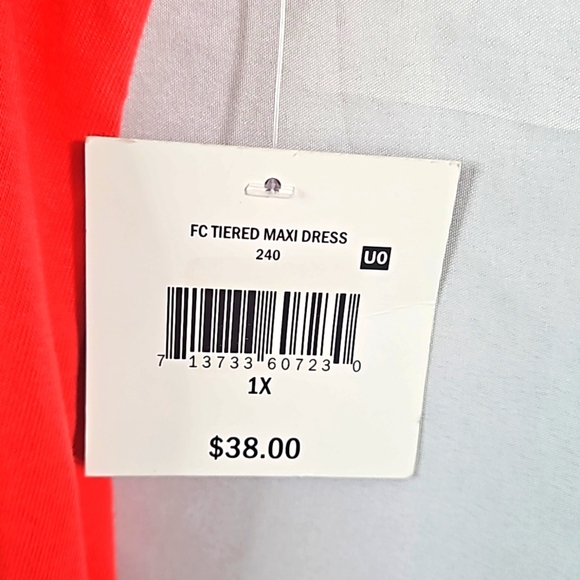 FC TIERED MAXI DRESS
240
U0
7 13733 60723 0
1X
$38.00